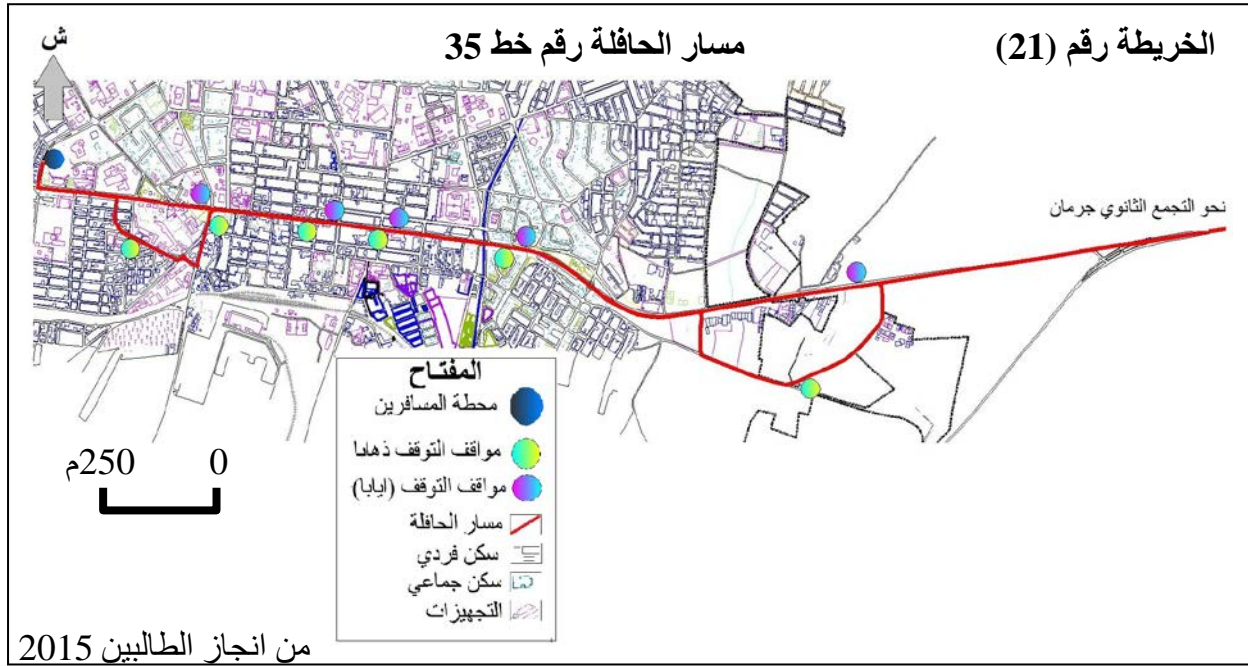 الخريطة رقم (21)
مسار الحافلة رقم خط 35
ش
نحو التجمع الثانوي جرمان
المفتاح
محطة المسافرين
مواقف التوقف ذهابا
مواقف التوقف (ايابا)
مسار الحافلة
سكن فردي
سكن جماعي
التجهيزات
0 250م
من انجاز الطالبين 2015